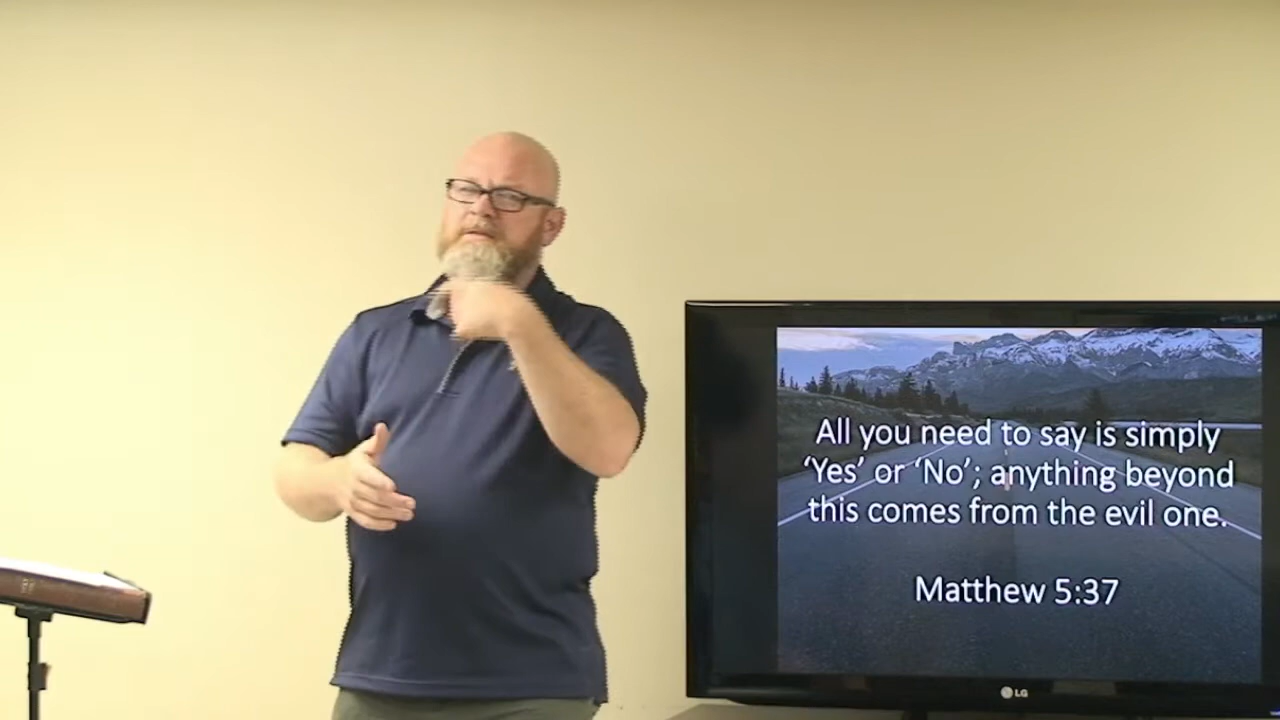 All you need to say is simply
‘Yes’ or ‘No’; anything beyond
this comes from the evil one.
Matthew 5:37
LG